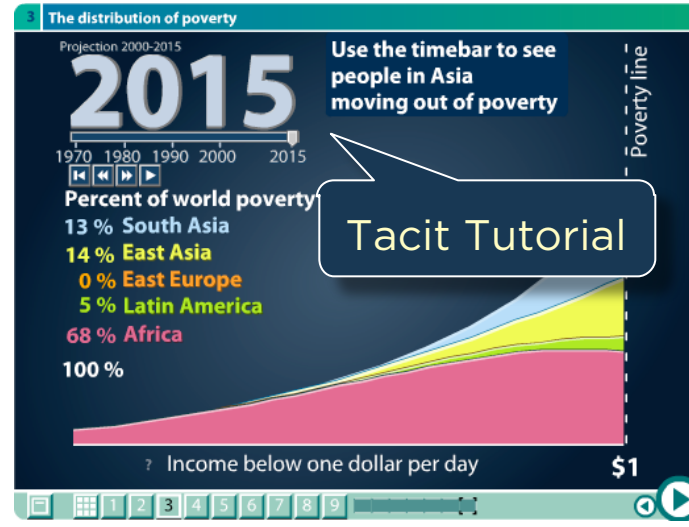 3 The distribution of poverty
Projection 2000-2015
2015
1970 1980 1990 2000 2015
Use the timebar to see
people in Asia
moving out of poverty
Poverty line
Tacit Tutorial
Percent of world poverty
13 % South Asia
14 % East Asia
0 % East Europe
5 % Latin America
68 % Africa
100 %
? Income below one dollar per day
$1
1 2 3 4 5 6 7 8 9